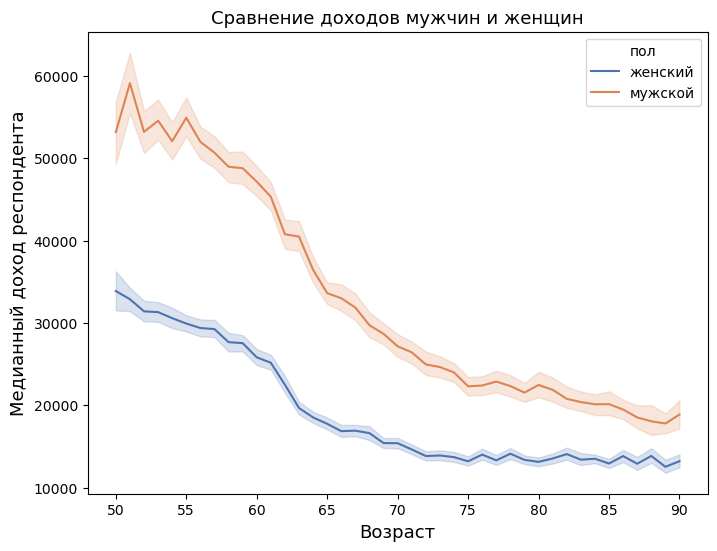 Сравнение доходов мужчин и женщин
пол
женский
мужской
60000
50000
40000
30000
20000
10000
Медианный доход респондента
50 55 60 65 70 75 80 85 90
Возраст